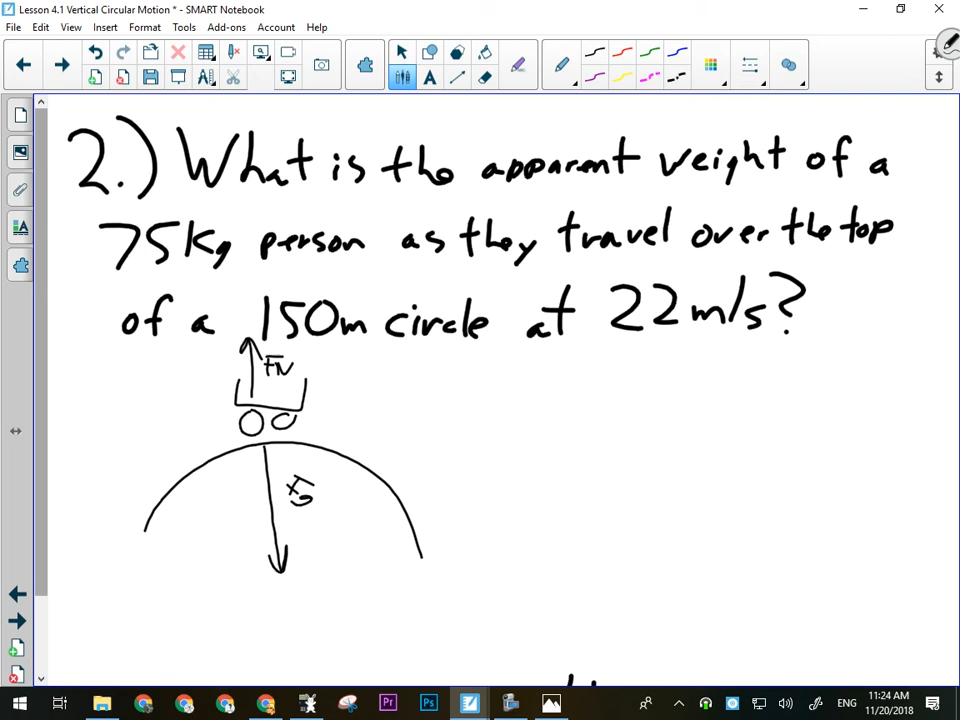 Lesson 4.1 Vertical Circular Motion * - SMART Notebook
File Edit View Insert Format Tools Add-ons Account Help
2.) What is the apparent weight of a
75Kg person as they travel over the top
of a 150m circle at 22m/s?
FN
Fg
Pr Ps ENG 11:24 AM
11/20/2018